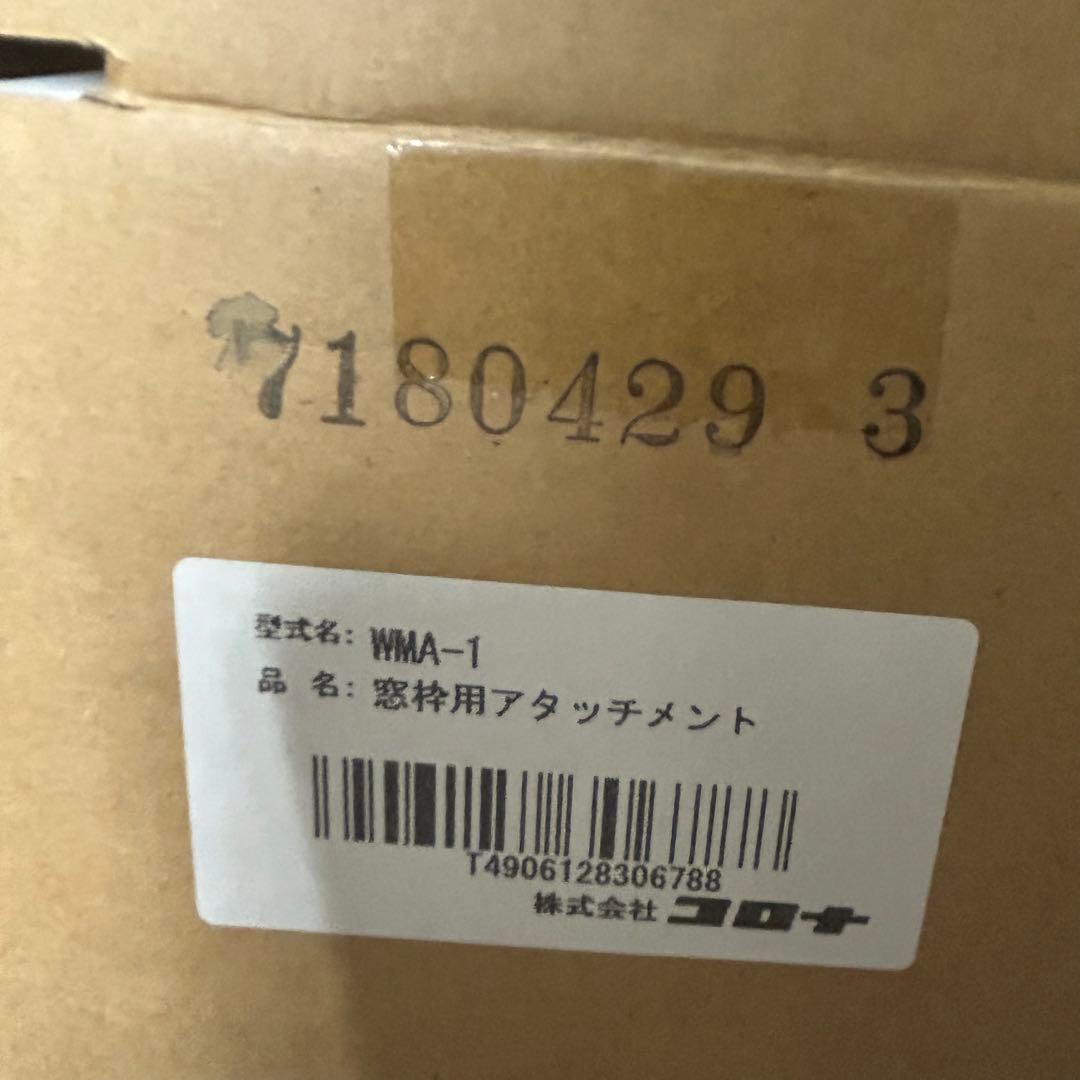 7180429 3
型式名: WMA-1
品 名: 窓枠用アタッチメント
T4906128306788
株式会社 コロナ